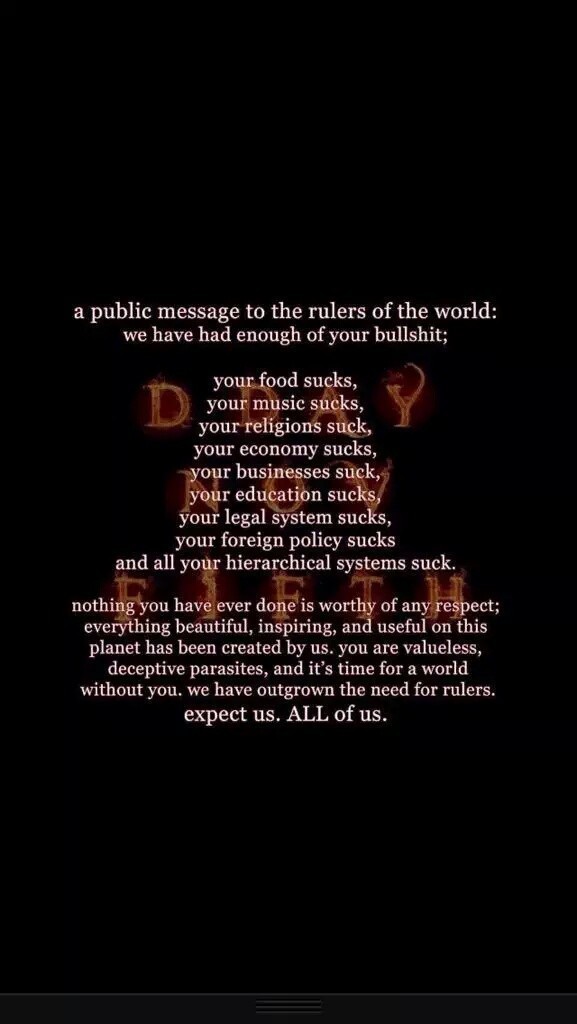 a public message to the rulers of the world:
we have had enough of your bullshit;
your food sucks,
your music sucks,
your religions suck,
your economy sucks,
your businesses suck,
your education sucks,
your legal system sucks,
your foreign policy sucks
and all your hierarchical systems suck.
nothing you have ever done is worthy of any respect;
everything beautiful, inspiring, and useful on this
planet has been created by us. you are valueless,
deceptive parasites, and it's time for a world
without you. we have outgrown the need for rulers.
expect us. ALL of us.
D DAY
NOV
FIFTH